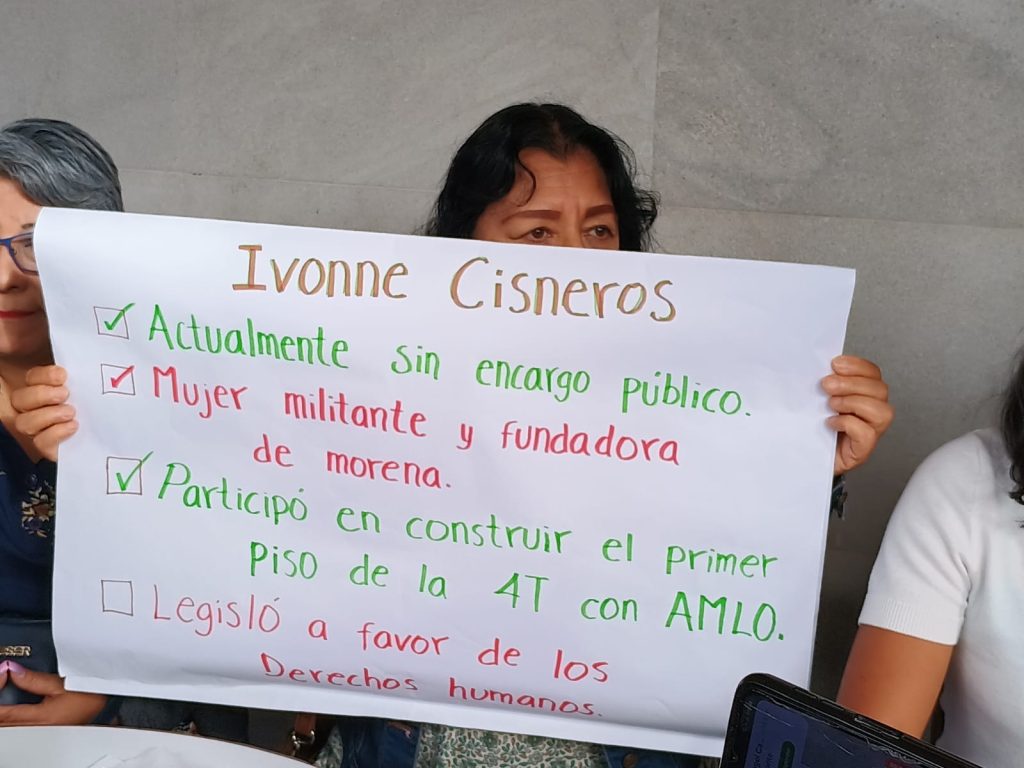 Ivonne Cisneros
Actualmente sin encargo público.
Mujer militante y fundadora
de morena.
Participó en construir el primer
piso de la 4T con AMLO.
Legisló a favor de los
Derechos humanos.